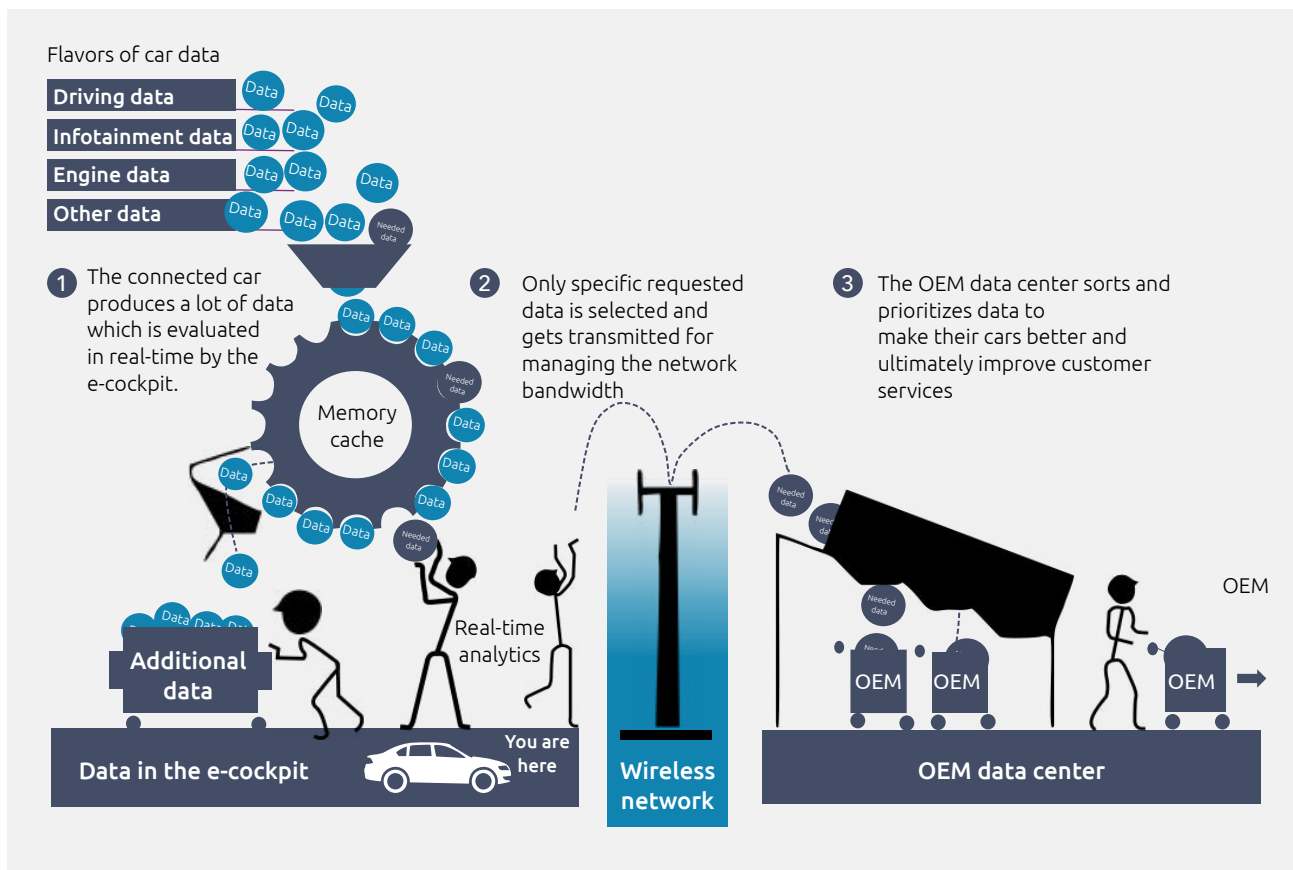 Flavors of car data
Driving data
Data
Data
Infotainment data
Data
Data
Engine data
Data
Data
Data
Other data
Data
Data
Data
Needed
data
1
The connected car
produces a lot of data
which is evaluated
in real-time by the
e-cockpit.
2
Only specific requested
data is selected and
gets transmitted for
managing the network
bandwidth
3
The OEM data center sorts and
prioritizes data to
make their cars better and
ultimately improve customer
services
Data
Data
Data
Needed
data
Data
Data
Data
Needed
data
Data
Data
Data
Memory
cache
Data
Data
Data
Data
Additional
data
Real-time
analytics
Needed
data
Needed
data
OEM
OEM
OEM
OEM
Data in the e-cockpit
You are
here
Wireless
network
OEM data center